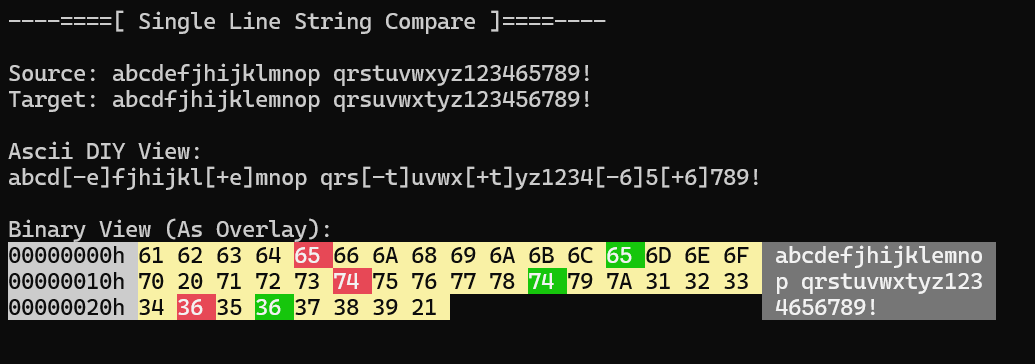 ----====[ Single Line String Compare ]====----
Source: abcdefjhijklmnop qrstuvwxyz123465789!
Target: abcdfjhijklemnop qrsuvwxtyz123456789!
Ascii DIY View:
abcd[-e]fjhijkl[+e]mnop qrs[-t]uvwx[+t]yz1234[-6]5[+6]789!
Binary View (As Overlay):
00000000h 61 62 63 64 65 66 6A 68 69 6A 6B 6C 65 6D 6E 6F abcdefjhijklemno
00000010h 70 20 71 72 73 74 75 76 77 78 74 79 7A 31 32 33 p qrstuvwxtyz123
00000020h 34 36 35 36 37 38 39 21 4656789!